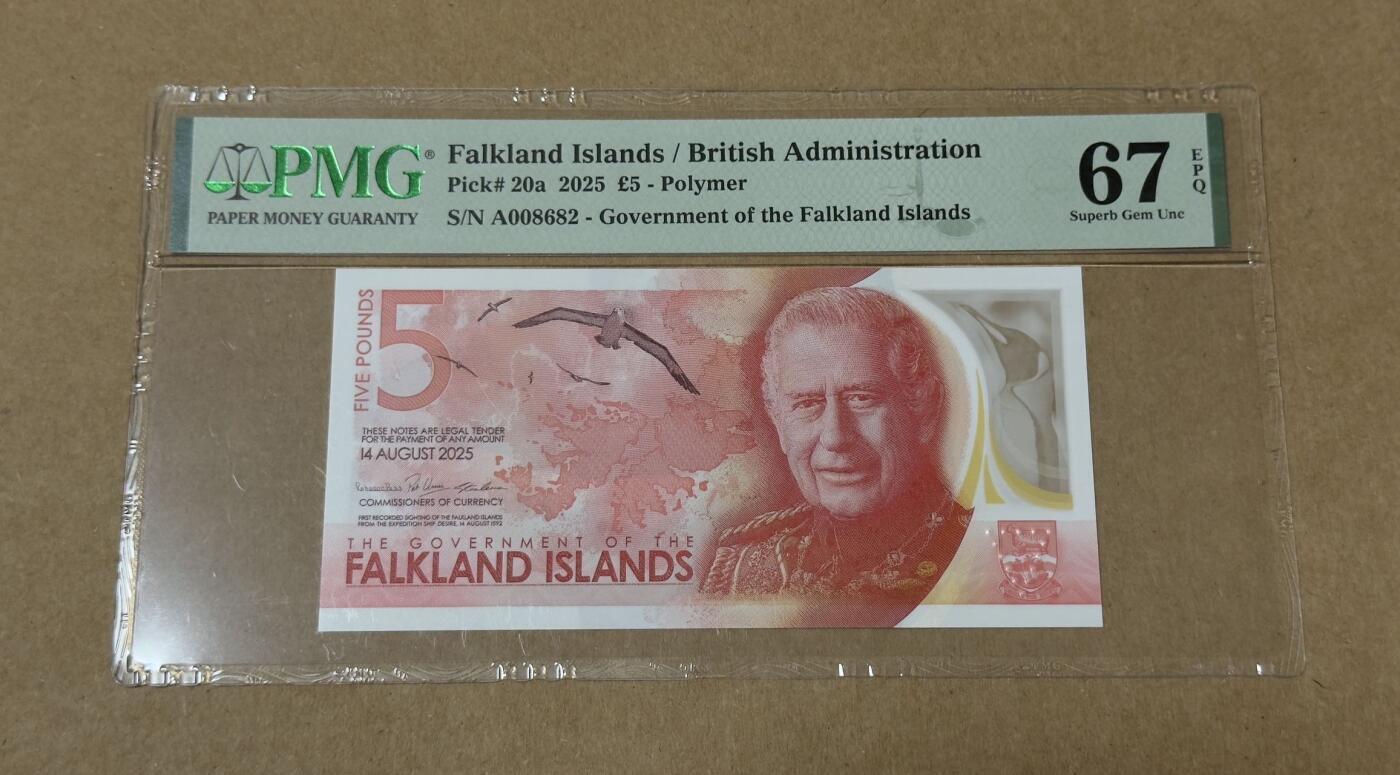 PMG®
PAPER MONEY GUARANTY
Falkland Islands / British Administration
Pick# 20a 2025 £5 - Polymer
S/N A008682 - Government of the Falkland Islands
67
EPQ
Superb Gem Unc
FIVE POUNDS
5
THESE NOTES ARE LEGAL TENDER
FOR THE PAYMENT OF ANY AMOUNT
14 AUGUST 2025
COMMISSIONERS OF CURRENCY
FIRST RECORDED SIGHTING OF THE FALKLAND ISLANDS
FROM THE EXPEDITION SHIP DESIRE, 14 AUGUST 1592
THE GOVERNMENT OF THE
FALKLAND ISLANDS